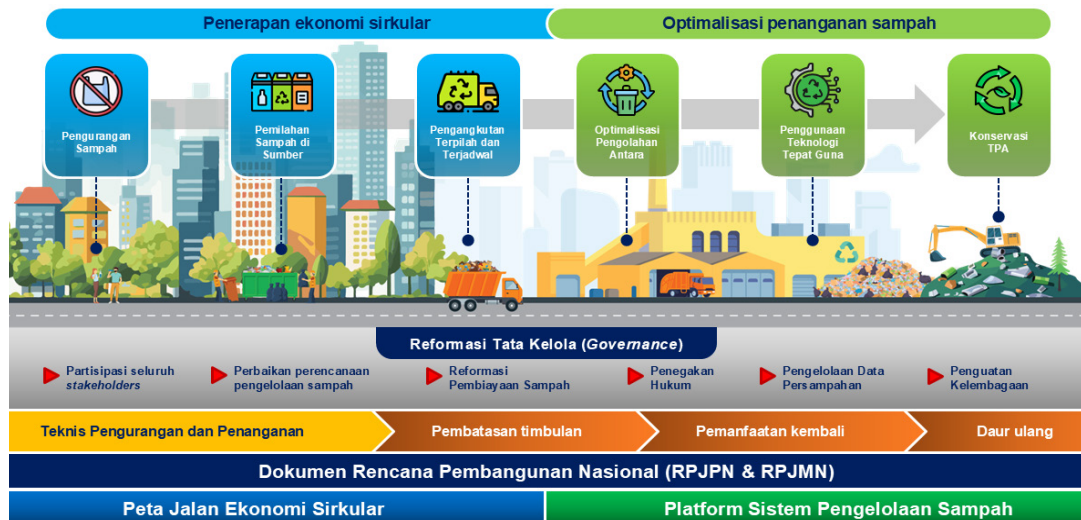 Penerapan ekonomi sirkular
Optimalisasi penanganan sampah
Pengurangan
Sampah
Pemilahan
Sampah di
Sumber
Pengangkutan
Terpilah dan
Terjadwal
Optimalisasi
Pengolahan
Antara
Penggunaan
Teknologi
Tepat Guna
Konservasi
TPA
Reformasi Tata Kelola (Governance)
Partisipasi seluruh
stakeholders
Perbaikan perencanaan
pengelolaan sampah
Reformasi
Pembiayaan Sampah
Penegakan
Hukum
Pengelolaan Data
Persampahan
Penguatan
Kelembagaan
Teknis Pengurangan dan Penanganan
Pembatasan timbulan
Pemanfaatan kembali
Daur ulang
Dokumen Rencana Pembangunan Nasional (RPJPN & RPJMN)
Peta Jalan Ekonomi Sirkular
Platform Sistem Pengelolaan Sampah